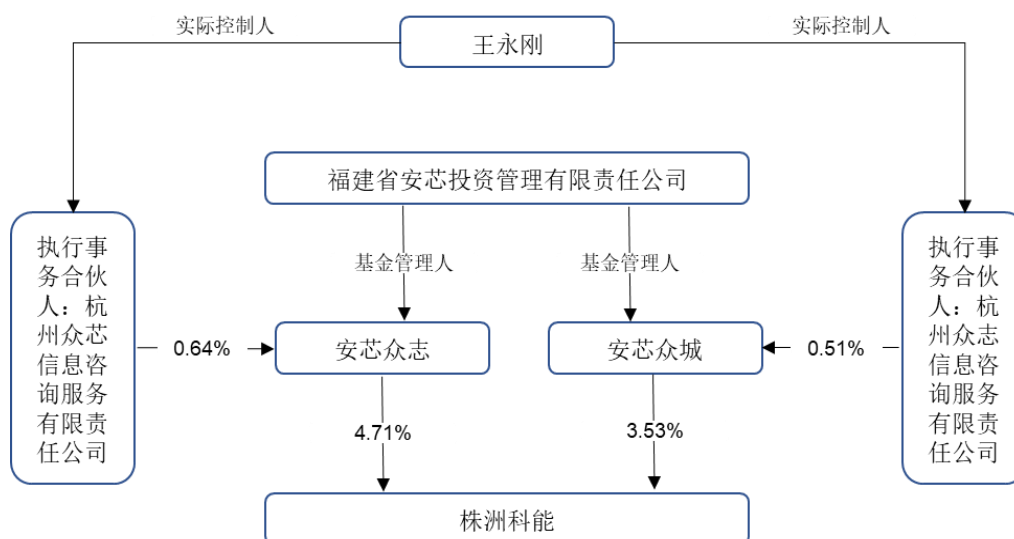 实际控制人
王永刚
实际控制人
福建省安芯投资管理有限责任公司
执行事
务合伙
人：杭
州众芯
信息咨
询服务
有限责
任公司
基金管理人
基金管理人
执行事
务合伙
人：杭
州众志
信息咨
询服务
有限责
任公司
0.64%
安芯众志
安芯众城
0.51%
4.71%
3.53%
株洲科能